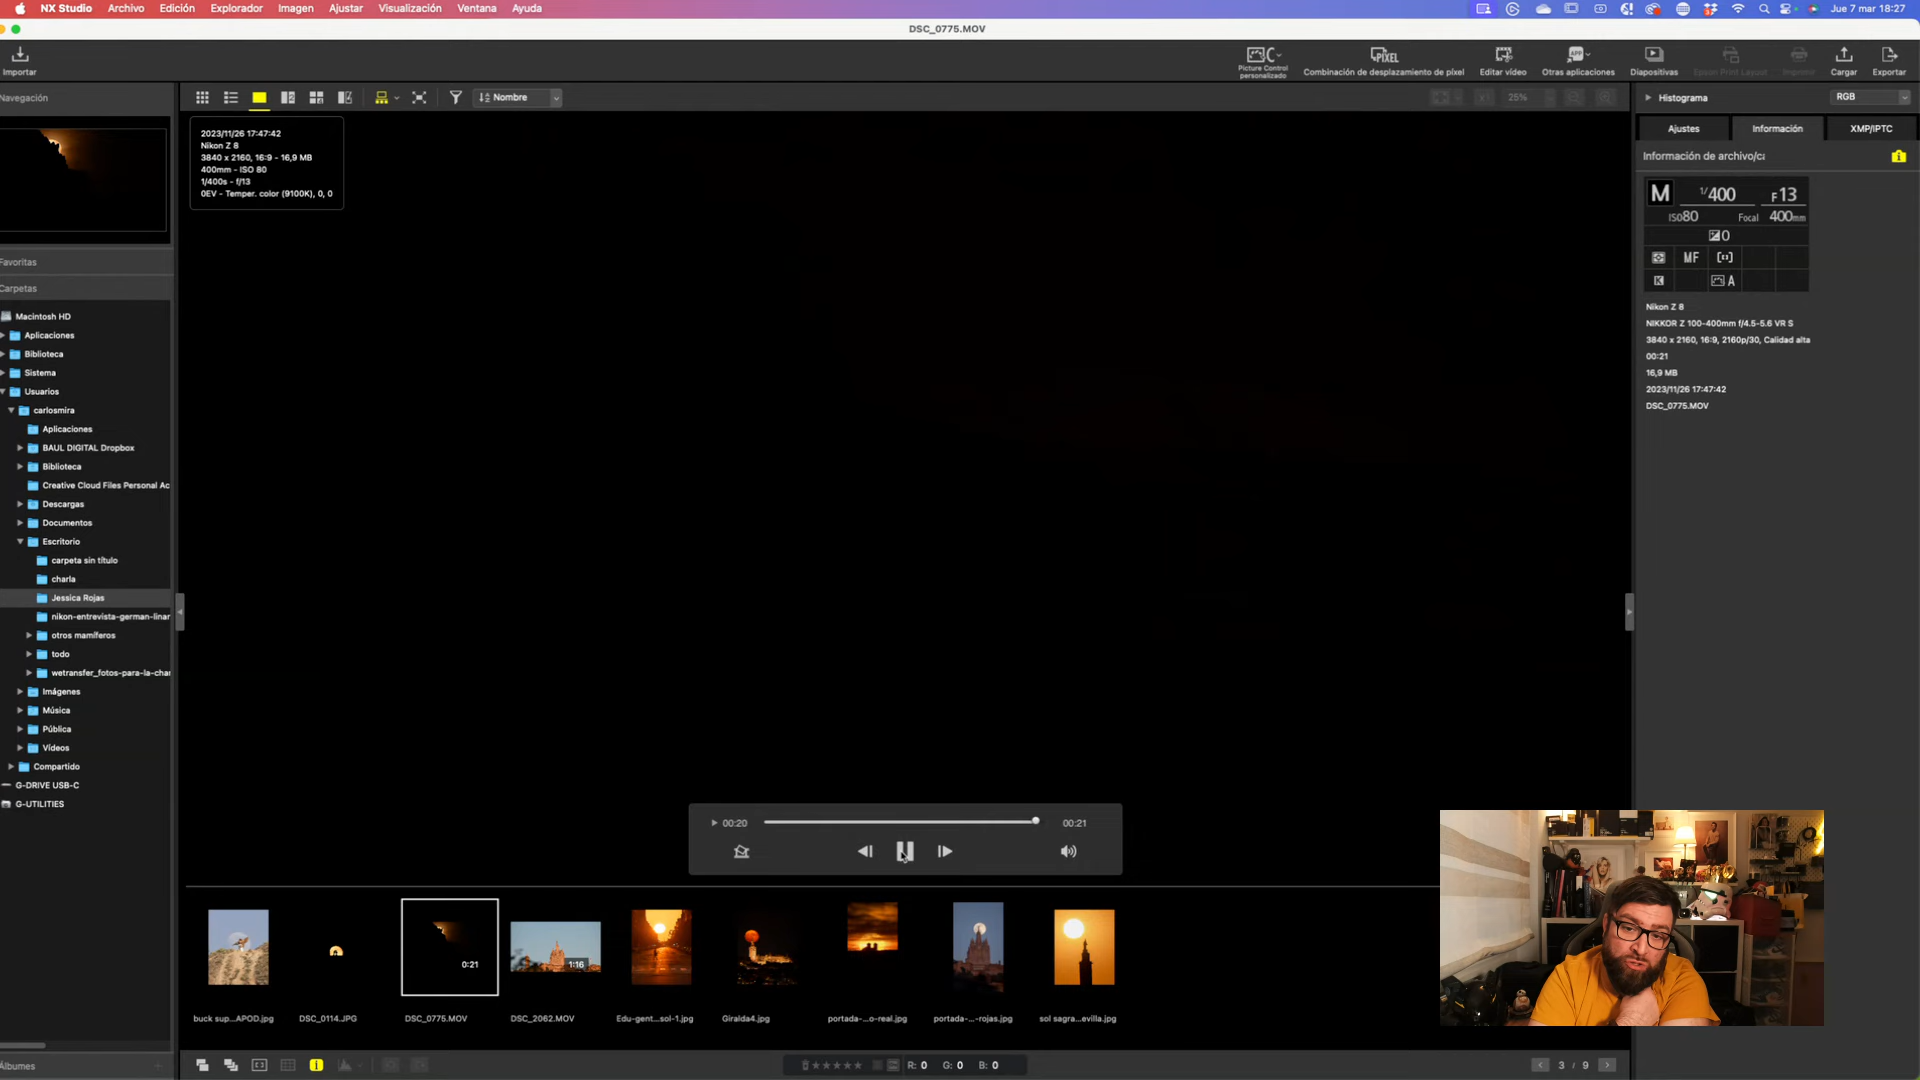 NX Studio Archivo Edición Explorador Imagen Ajustar Visualización Ventana Ayuda
Jue 7 mar 18:27
DSC_0775.MOV
Importar
Picture Control personalizado
Combinación de desplazamiento de píxel
Editar vídeo
Otras aplicaciones
Diapositivas
Epson Print Layout
Imprimir
Cargar
Exportar
Navegación
Nombre
25%
Histograma
RGB
2023/11/26 17:47:42
Nikon Z 8
3840 x 2160, 16:9 - 16,9 MB
400mm - ISO 80
1/400s - f/13
0EV - Temper. color (9100K), 0, 0
Ajustes
Información
XMP/IPTC
Información de archivo/cá
M 1/400 F13
ISO80 Focal 400mm
0
MF
A
Nikon Z 8
NIKKOR Z 100-400mm f/4.5-5.6 VR S
3840 x 2160, 16:9, 2160p/30, Calidad alta
00:21
16,9 MB
2023/11/26 17:47:42
DSC_0775.MOV
Favoritas
Carpetas
Macintosh HD
Aplicaciones
Biblioteca
Sistema
Usuarios
carlosmira
Aplicaciones
BAUL DIGITAL Dropbox
Biblioteca
Creative Cloud Files Personal Ac
Descargas
Documentos
Escritorio
carpeta sin título
charla
Jessica Rojas
nikon-entrevista-german-linar
otros mamíferos
todo
wetransfer_fotos-para-la-char
Imágenes
Música
Pública
Vídeos
Compartido
G-DRIVE USB-C
G-UTILITIES
00:20
00:21
0:21
1:16
buck sup...APOD.jpg
DSC_0114.JPG
DSC_0775.MOV
DSC_2062.MOV
Edu-gent...sol-1.jpg
Giralda4.jpg
portada-...o-real.jpg
portada-...-rojas.jpg
sol sagra...evilla.jpg
Álbumes
R: 0 G: 0 B: 0
3 / 9